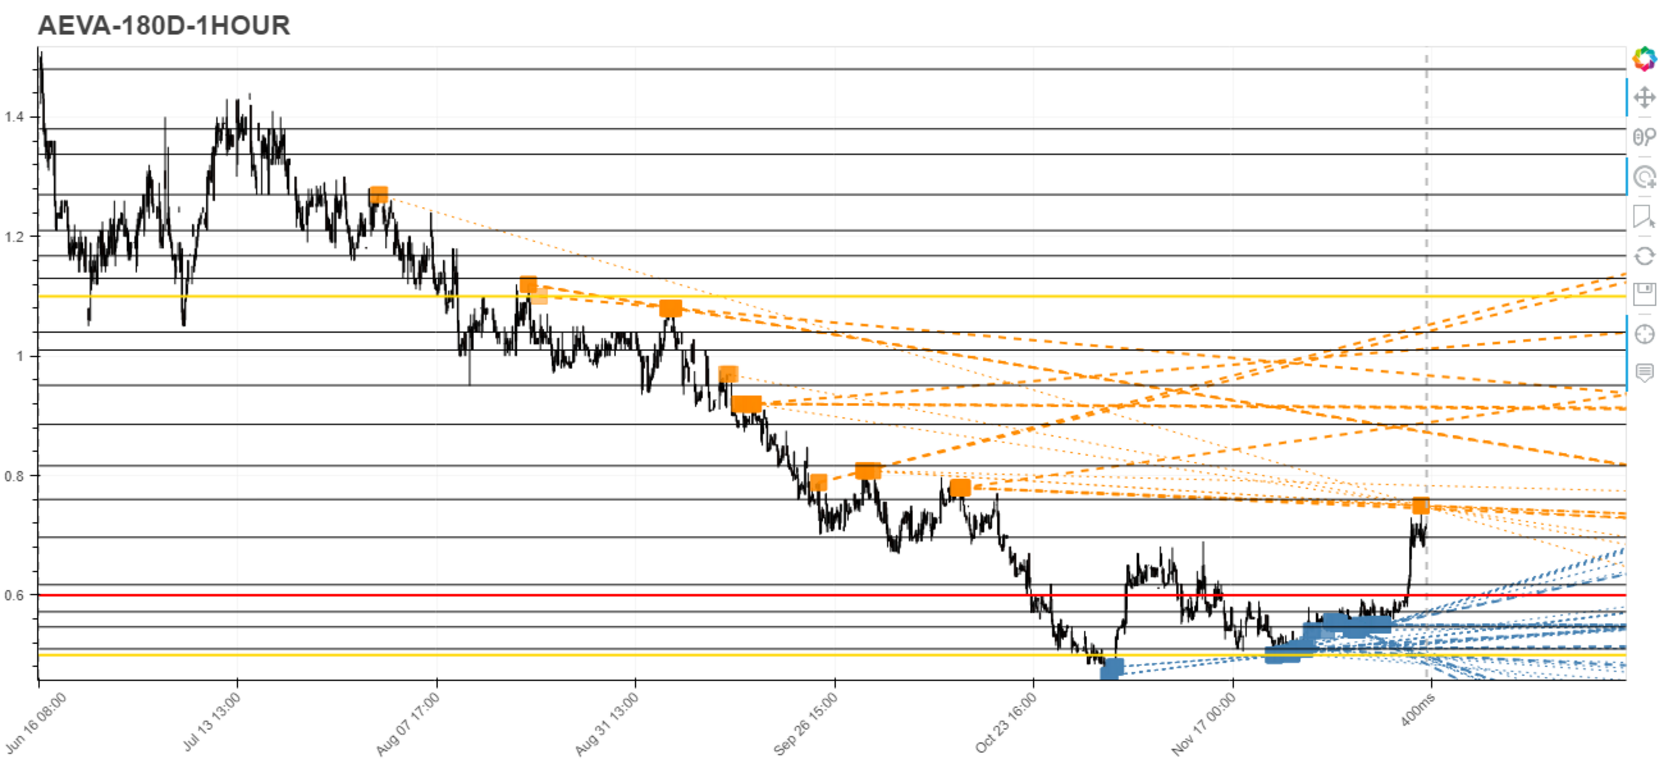 AEVA-180D-1HOUR
1.4
1.2
1
0.8
0.6
Jun 16 08:00
Jul 13 13:00
Aug 07 17:00
Aug 31 13:00
Sep 26 15:00
Oct 23 16:00
Nov 17 00:00
400ms